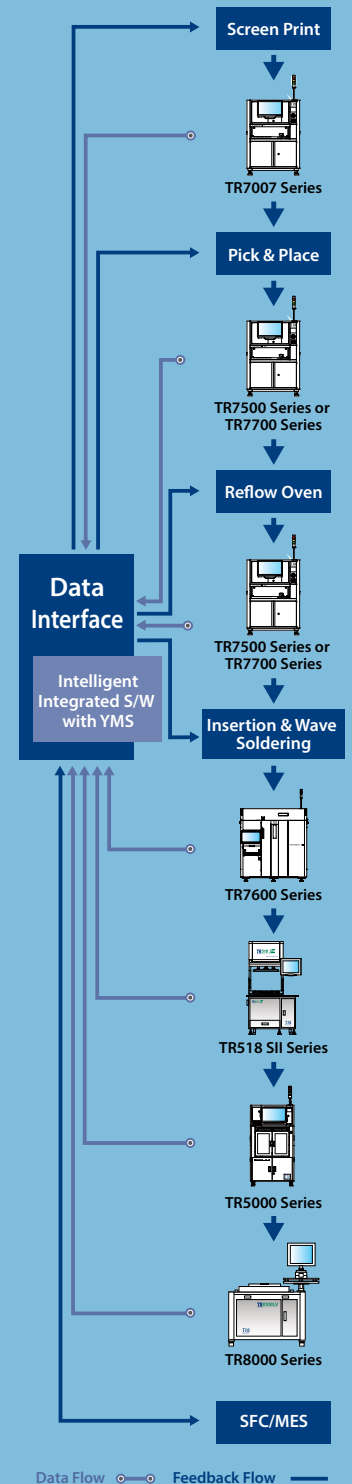 Screen Print
TR7007 Series
Pick & Place
TR7500 Series or
TR7700 Series
Reflow Oven
Data
Interface
Intelligent
Integrated S/W
with YMS
TR7500 Series or
TR7700 Series
Insertion & Wave
Soldering
TR7600 Series
TR518 SII Series
TR5000 Series
TR8100LV
TRI
TR8000 Series
SFC/MES
Data Flow
Feedback Flow